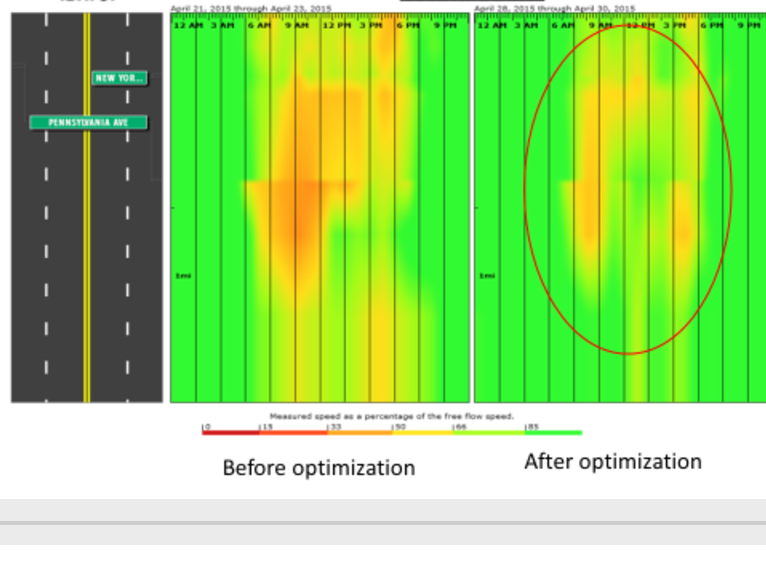 April 21, 2015 through April 23, 2015
April 28, 2015 through April 30, 2015
12 AM 3 AM 6 AM 9 AM 12 PM 3 PM 6 PM 9 PM
12 AM 3 AM 6 AM 9 AM 12 PM 3 PM 6 PM 9 PM
NEW YOR...
PENNSYLVANIA AVE
1mi
1mi
Measured speed as a percentage of the free flow speed.
0 15 33 50 66 85
Before optimization
After optimization